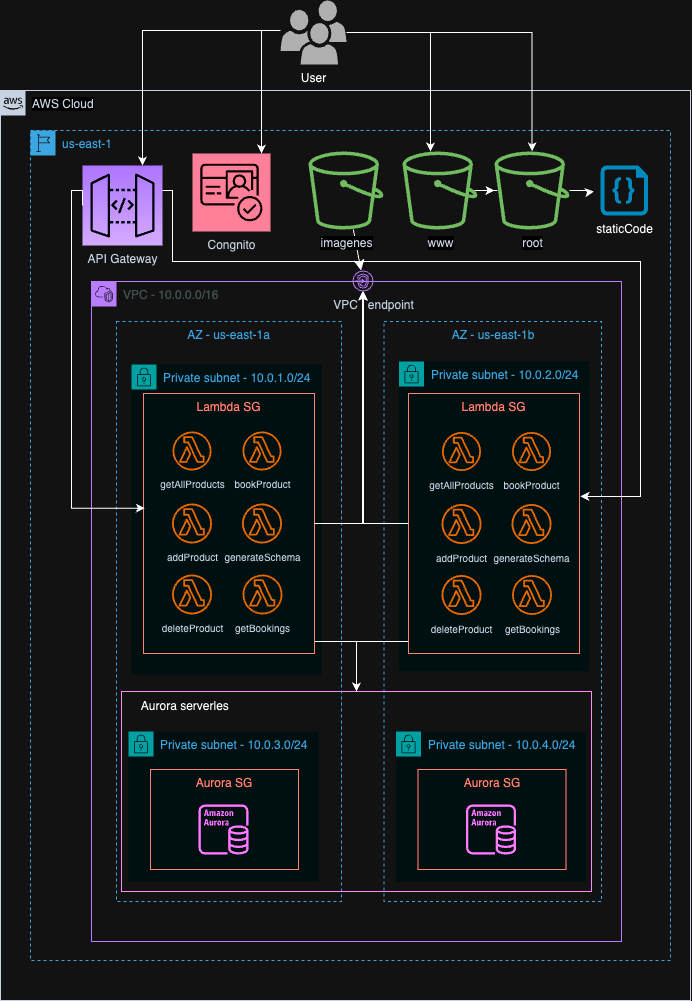 User
aws
AWS Cloud
us-east-1
API Gateway
Congnito
imagenes
www
root
staticCode
VPC - 10.0.0.0/16
VPC endpoint
AZ - us-east-1a
AZ - us-east-1b
Private subnet - 10.0.1.0/24
Private subnet - 10.0.2.0/24
Lambda SG
Lambda SG
getAllProducts
bookProduct
getAllProducts
bookProduct
addProduct
generateSchema
addProduct
generateSchema
deleteProduct
getBookings
deleteProduct
getBookings
Aurora serverles
Private subnet - 10.0.3.0/24
Private subnet - 10.0.4.0/24
Aurora SG
Aurora SG
Amazon
Aurora
Amazon
Aurora